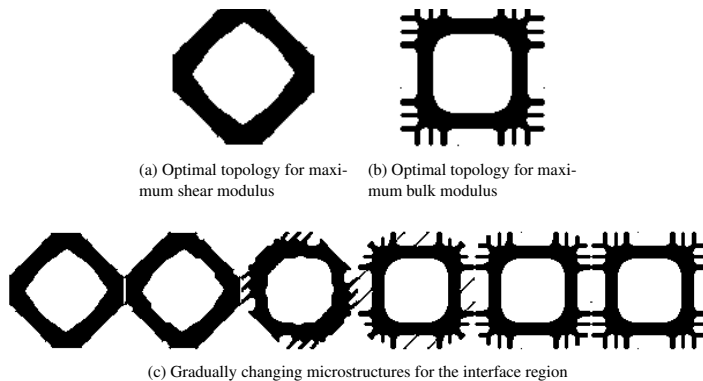 (a) Optimal topology for maxi-
mum shear modulus
(b) Optimal topology for maxi-
mum bulk modulus
(c) Gradually changing microstructures for the interface region